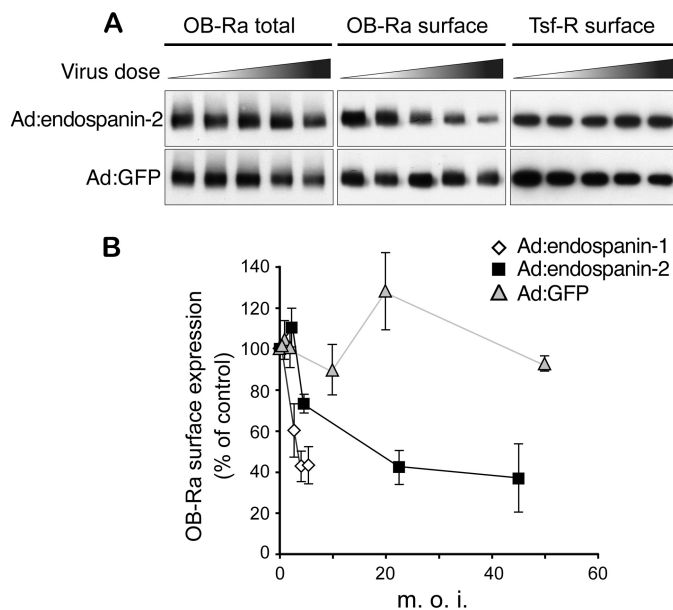 A
OB-Ra total OB-Ra surface Tsf-R surface
Virus dose
Ad:endospanin-2
Ad:GFP
B
Ad:endospanin-1
Ad:endospanin-2
Ad:GFP
OB-Ra surface expression
(% of control)
140
120
100
80
60
40
20
0
0 20 40 60
m. o. i.